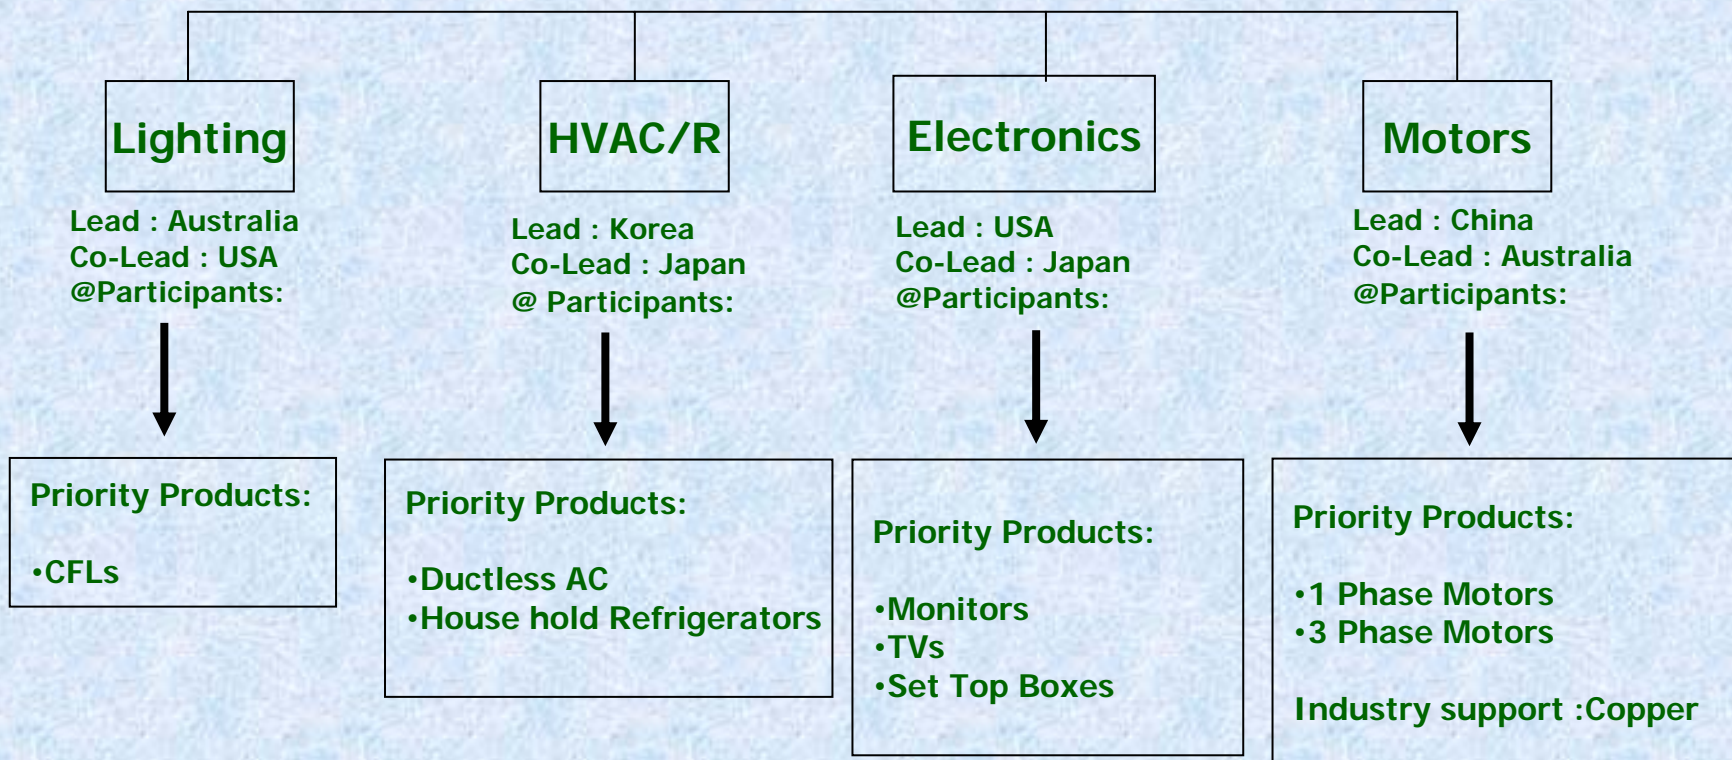 Lighting
Lead : Australia
Co-Lead : USA
@Participants:
Priority Products:
•CFLs
HVAC/R
Lead : Korea
Co-Lead : Japan
@ Participants:
Priority Products:
•Ductless AC
•House hold Refrigerators
Electronics
Lead : USA
Co-Lead : Japan
@Participants:
Priority Products:
•Monitors
•TVs
•Set Top Boxes
Motors
Lead : China
Co-Lead : Australia
@Participants:
Priority Products:
•1 Phase Motors
•3 Phase Motors
Industry support :Copper